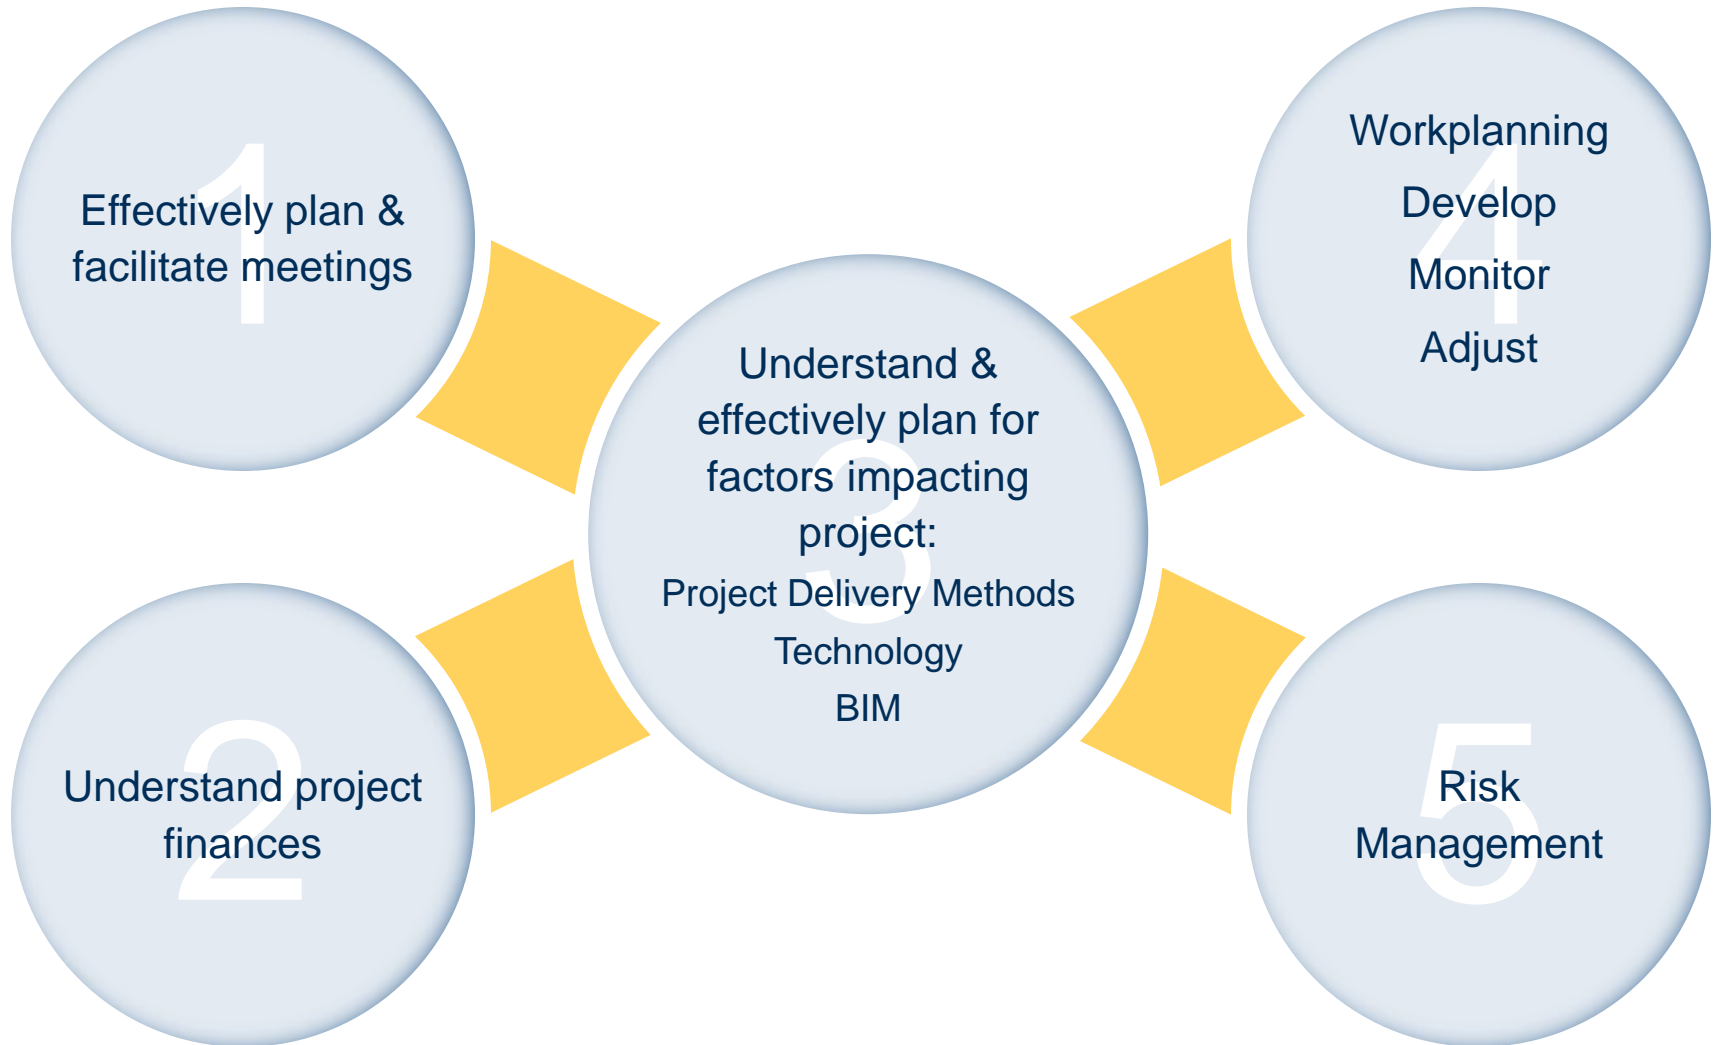 1
Effectively plan &
facilitate meetings
2
Understand project
finances
3
Understand &
effectively plan for
factors impacting
project:
Project Delivery Methods
Technology
BIM
4
Workplanning
Develop
Monitor
Adjust
5
Risk
Management